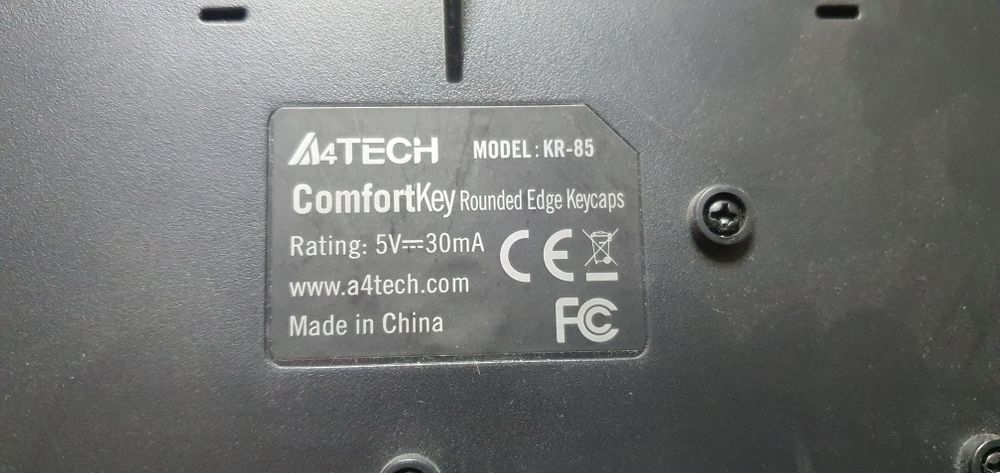 A4TECH MODEL: KR-85
ComfortKey Rounded Edge Keycaps
Rating: 5V⎓30mA
www.a4tech.com
Made in China
CE
FC